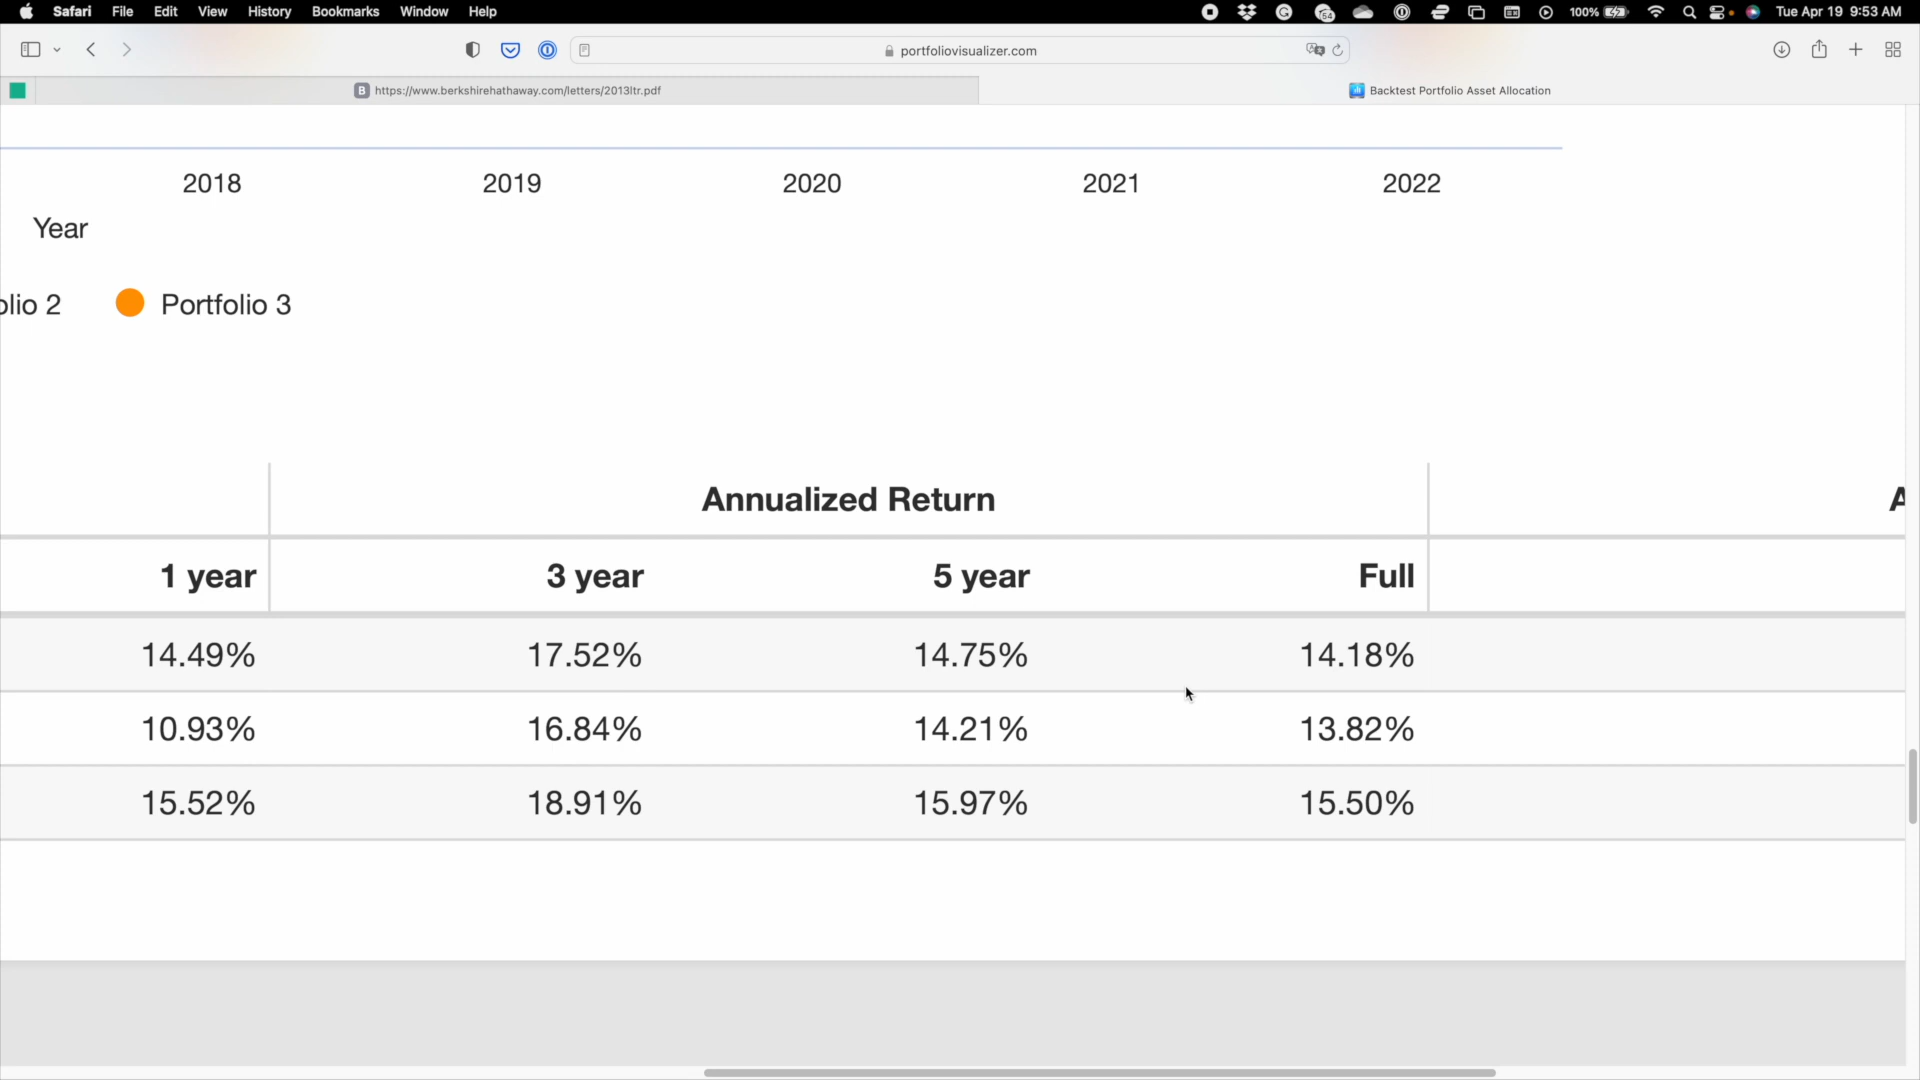 Safari File Edit View History Bookmarks Window Help 54 100% Tue Apr 19 9:53 AM
portfoliovisualizer.com
B https://www.berkshirehathaway.com/letters/2013ltr.pdf Backtest Portfolio Asset Allocation
2018 2019 2020 2021 2022
Year
olio 2 Portfolio 3
Annualized Return A
1 year 3 year 5 year Full
14.49% 17.52% 14.75% 14.18%
10.93% 16.84% 14.21% 13.82%
15.52% 18.91% 15.97% 15.50%